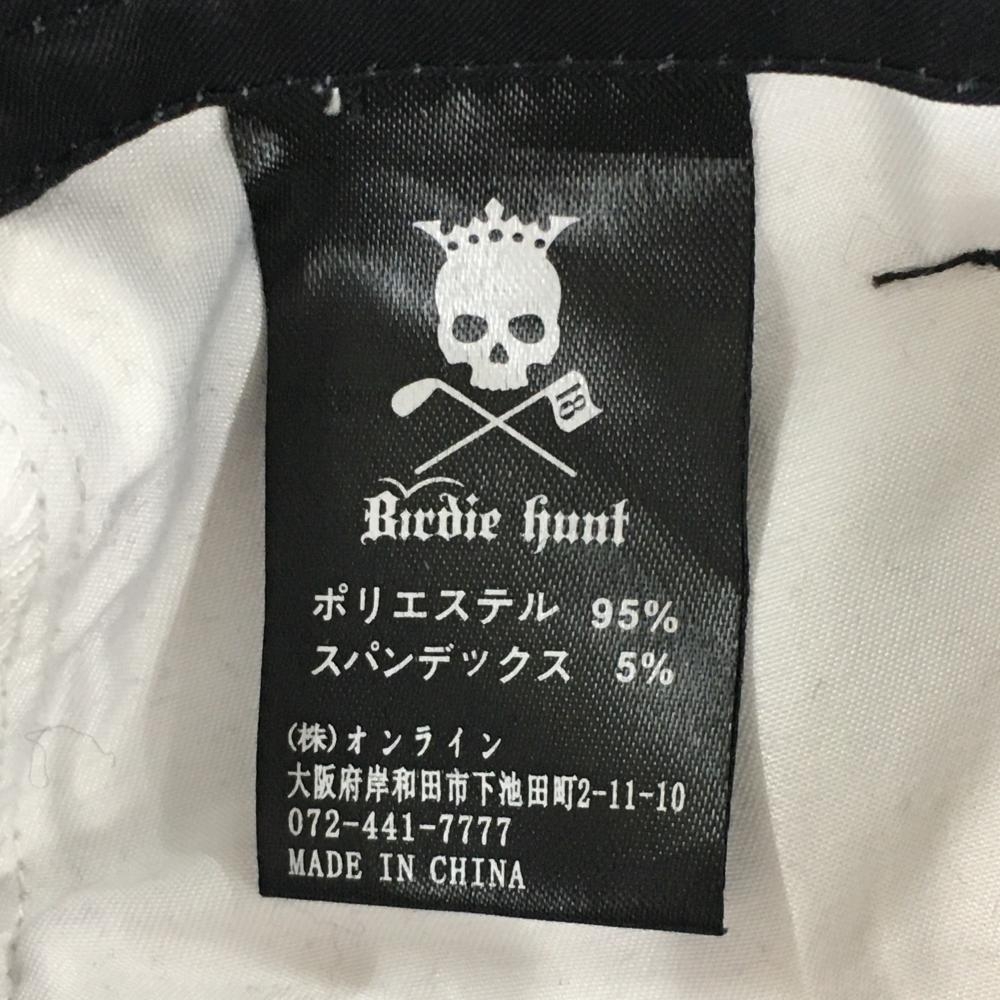 18
Birdie hunt
ポリエステル 95%
スパンデックス 5%
(株)オンライン
大阪府岸和田市下池田町2-11-10
072-441-7777
MADE IN CHINA